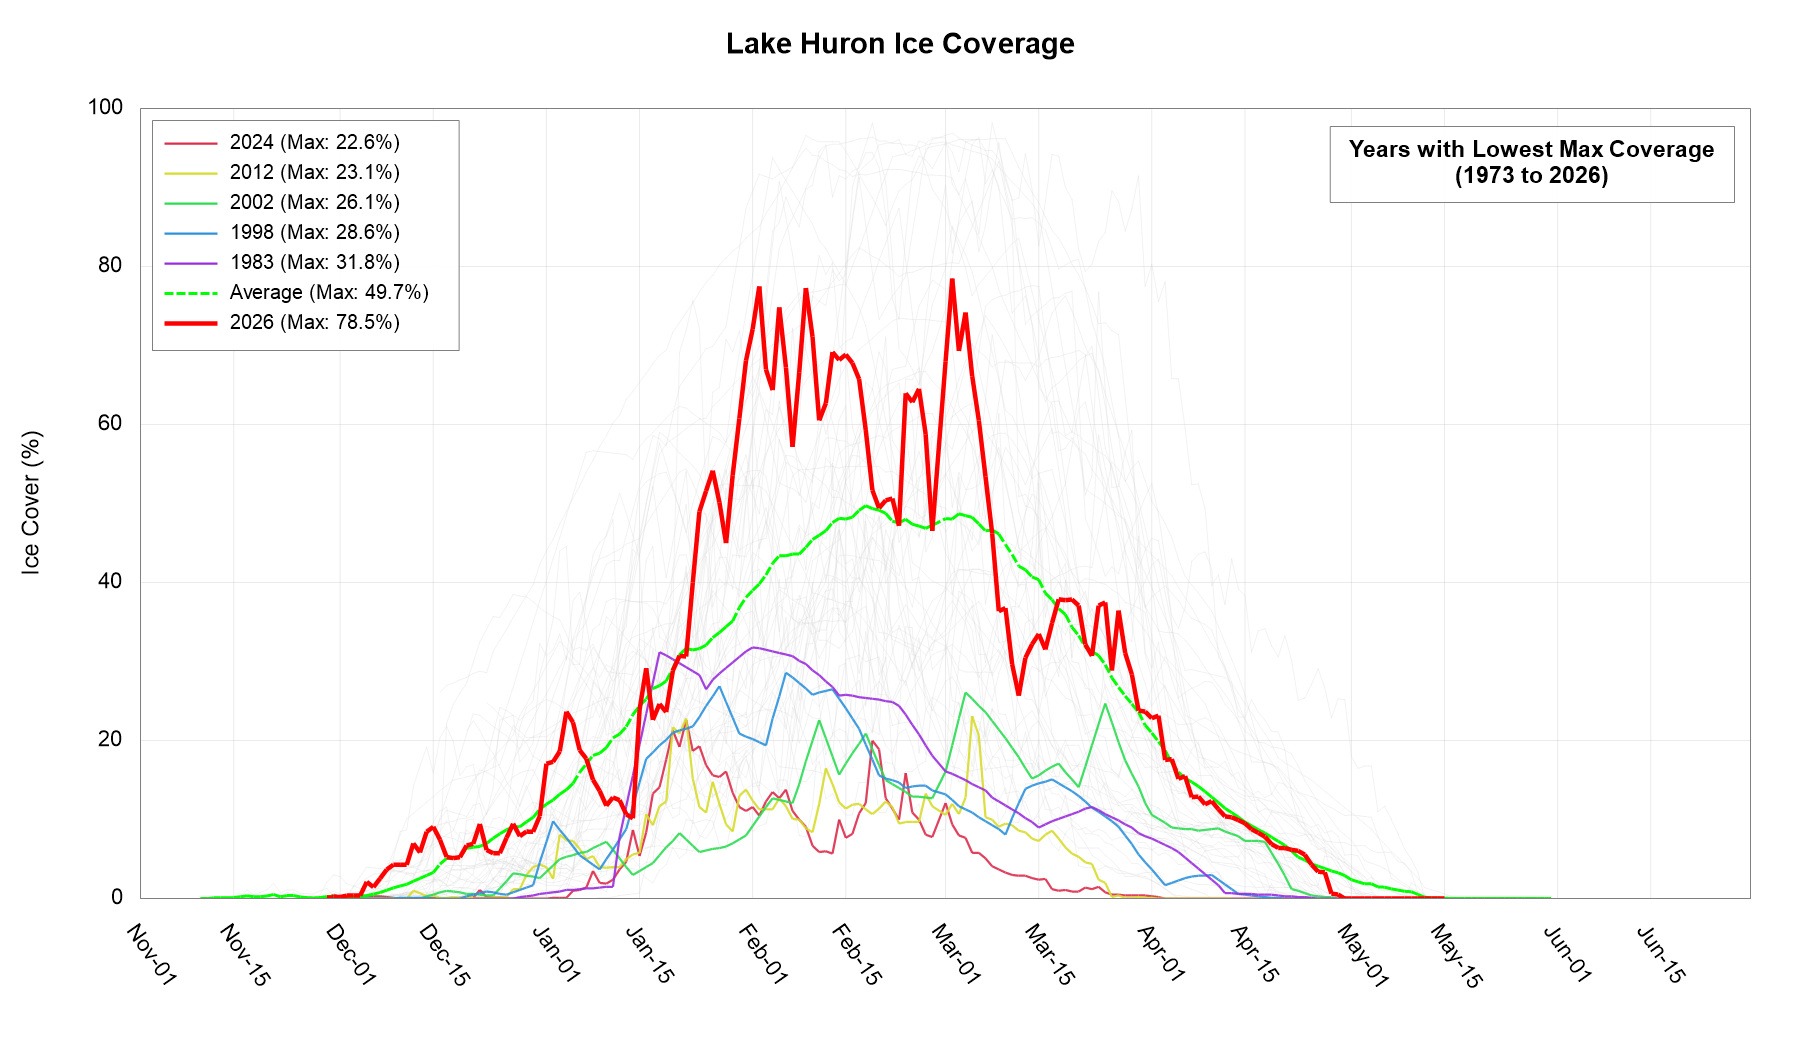 Lake Huron Ice Coverage
Ice Cover (%)
100
80
60
40
20
0
2024 (Max: 22.6%)
2012 (Max: 23.1%)
2002 (Max: 26.1%)
1998 (Max: 28.6%)
1983 (Max: 31.8%)
Average (Max: 49.7%)
2026 (Max: 78.5%)
Years with Lowest Max Coverage
(1973 to 2026)
Nov-01
Nov-15
Dec-01
Dec-15
Jan-01
Jan-15
Feb-01
Feb-15
Mar-01
Mar-15
Apr-01
Apr-15
May-01
May-15
Jun-01
Jun-15